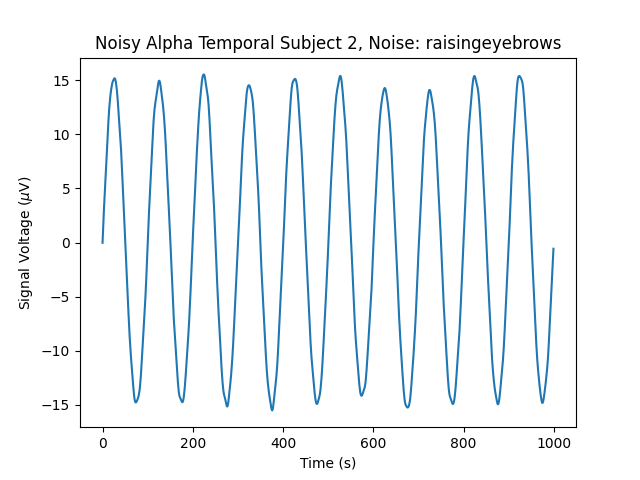 Noisy Alpha Temporal Subject 2, Noise: raisingeyebrows
Signal Voltage (μV)
15
10
5
0
−5
−10
−15
0 200 400 600 800 1000
Time (s)